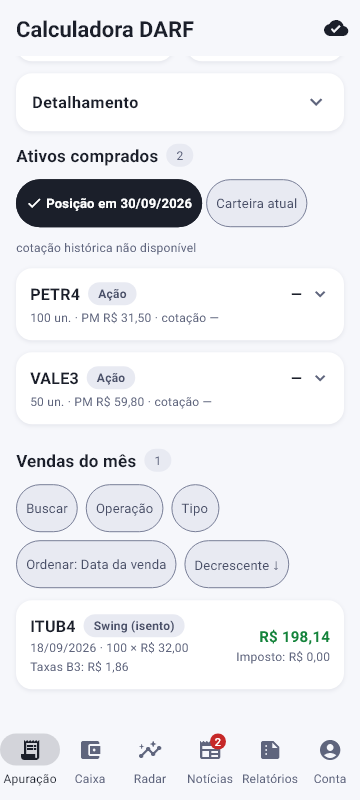 Calculadora DARF
Detalhamento
Ativos comprados 2
Posição em 30/09/2026 Carteira atual
cotação histórica não disponível
PETR4 Ação —
100 un. · PM R$ 31,50 · cotação —
VALE3 Ação —
50 un. · PM R$ 59,80 · cotação —
Vendas do mês 1
Buscar Operação Tipo
Ordenar: Data da venda Decrescente ↓
ITUB4 Swing (isento)
R$ 198,14
18/09/2026 · 100 × R$ 32,00
Imposto: R$ 0,00
Taxas B3: R$ 1,86
2
Apuração Caixa Radar Notícias Relatórios Conta